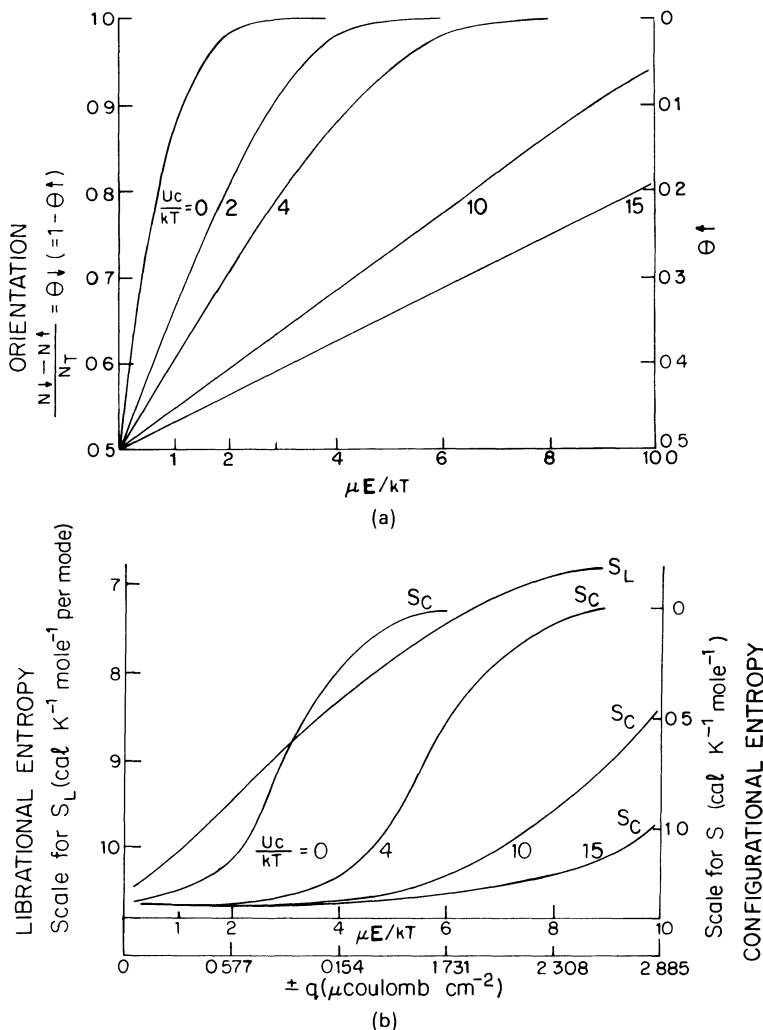 ORIENTATION
N↓ − N↑ / N_T = Θ↓ (= 1 − Θ↑)
1.0
0.9
0.8
0.7
0.6
0.5
Uc/kT = 0
2
4
10
15
0
0.1
0.2
0.3
0.4
0.5
Θ↑
1 2 4 6 8 100
μE/kT
(a)
LIBRATIONAL ENTROPY
Scale for S_L (cal K⁻¹ mole⁻¹ per mode)
7
8
9
10
S_C
S_L
S_C
S_C
S_C
Uc/kT = 0
4
10
15
0
0.5
1.0
Scale for S (cal K⁻¹ mole⁻¹)
CONFIGURATIONAL ENTROPY
1 2 4 6 8 10
μE/kT
0 0 577 0154 1 731 2 308 2 885
± q(μcoulomb cm⁻²)
(b)